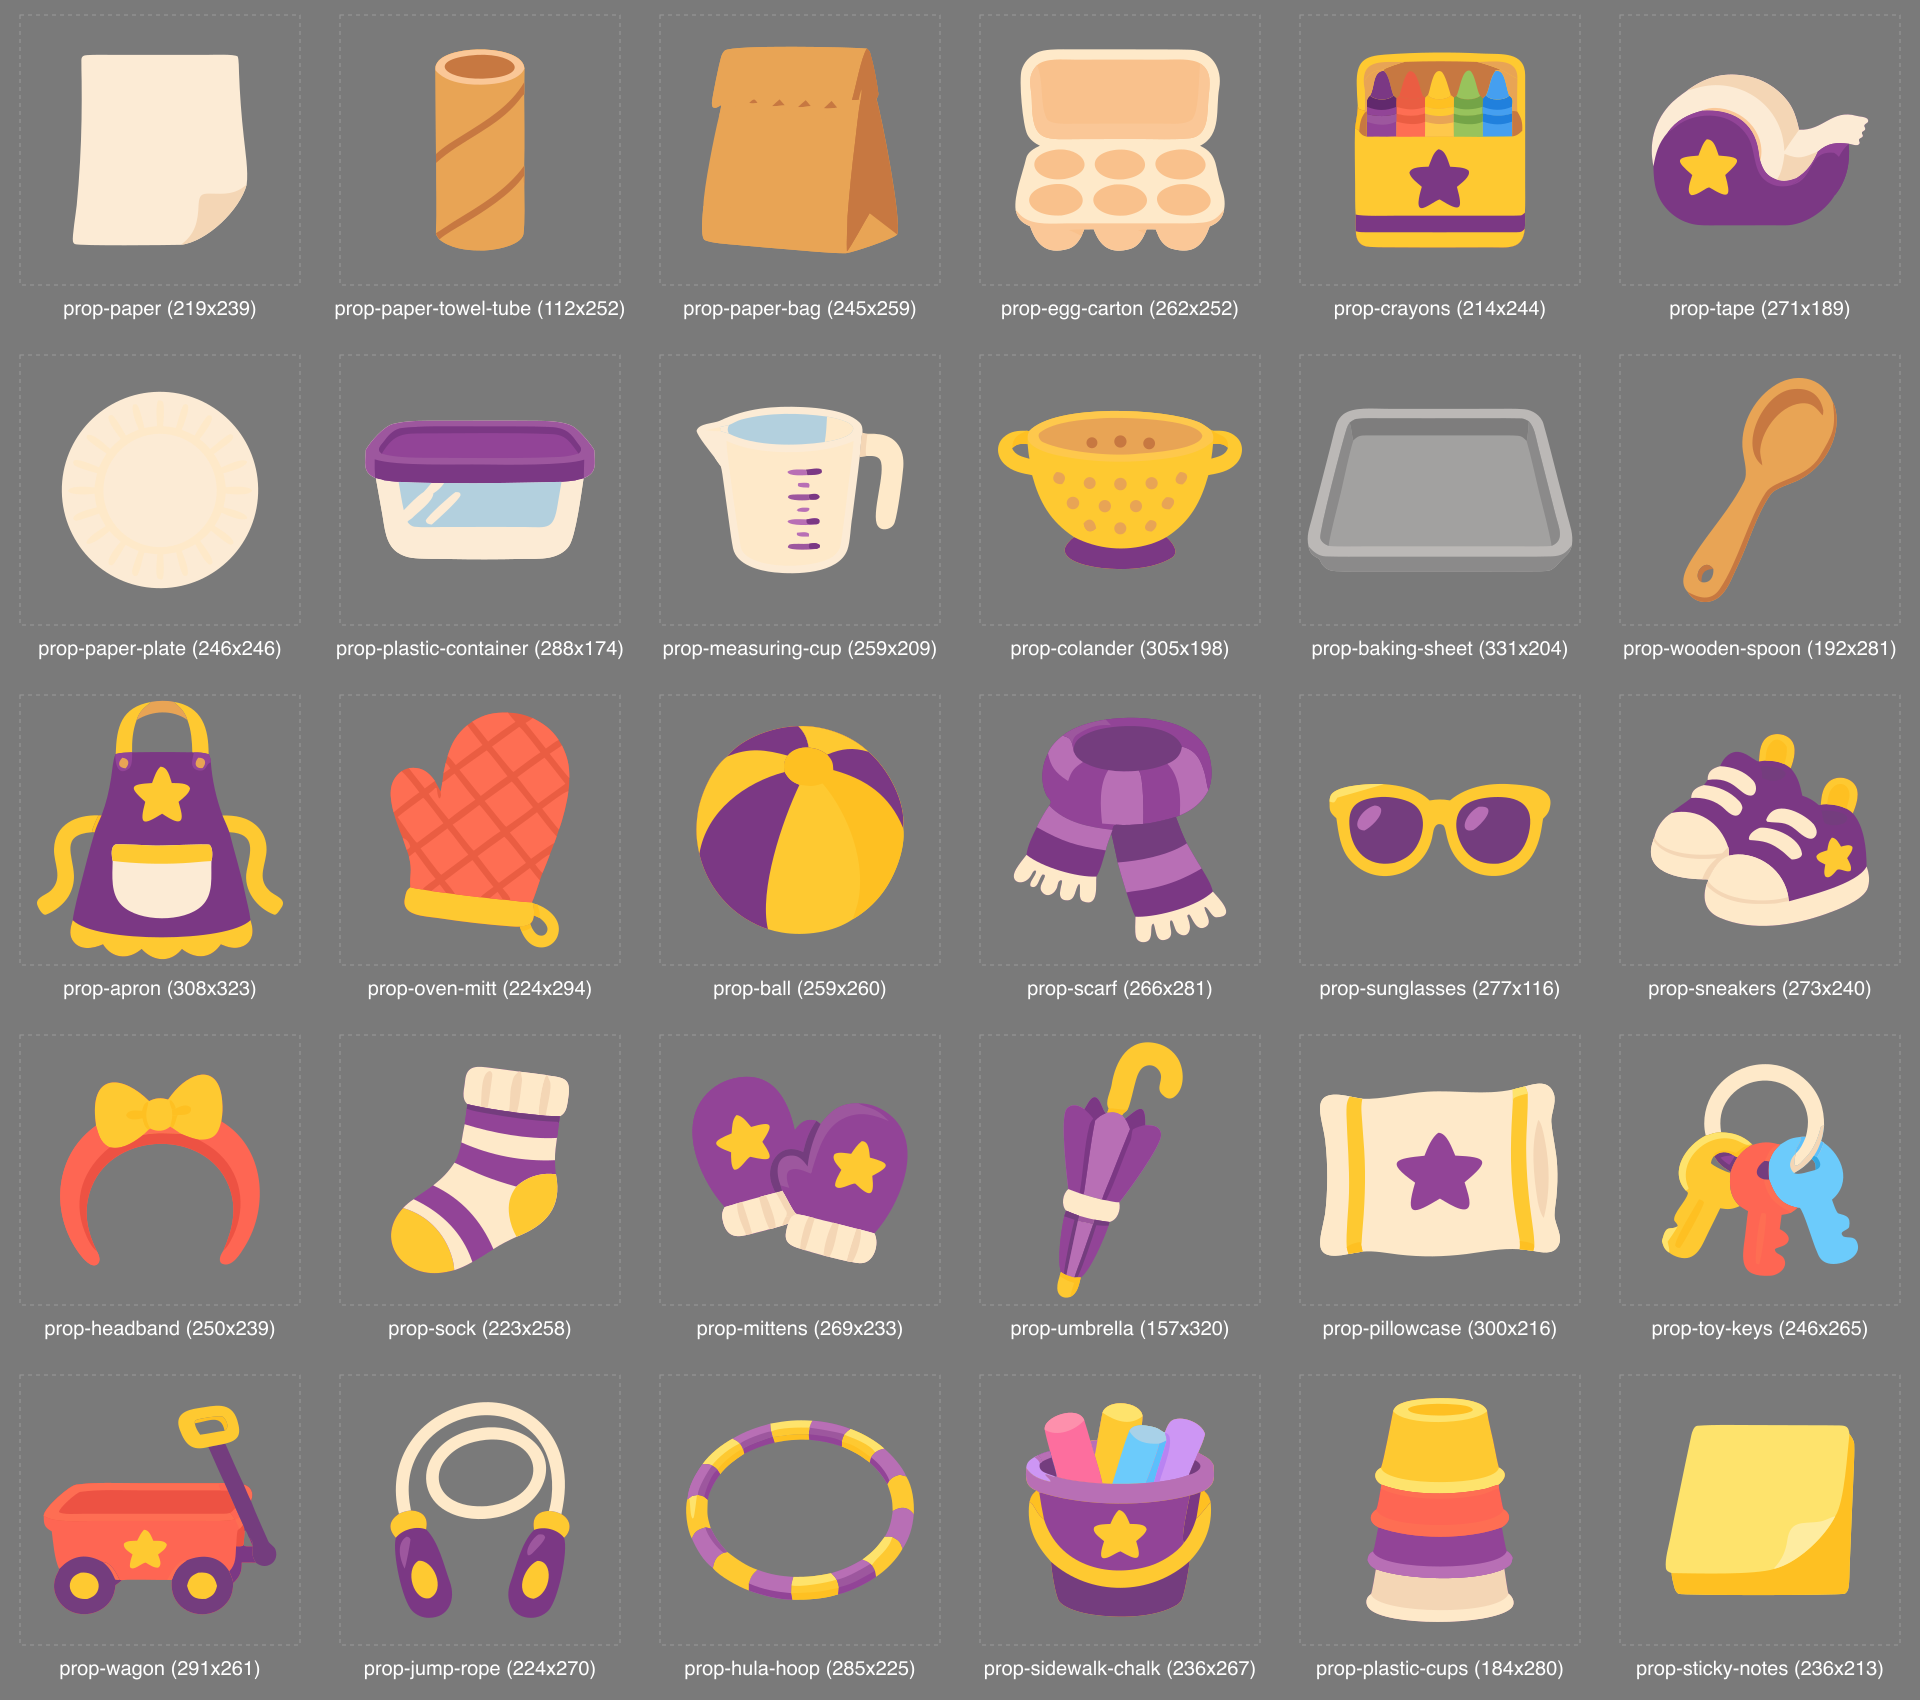 prop-paper (219x239)
prop-paper-towel-tube (112x252)
prop-paper-bag (245x259)
prop-egg-carton (262x252)
prop-crayons (214x244)
prop-tape (271x189)
prop-paper-plate (246x246)
prop-plastic-container (288x174)
prop-measuring-cup (259x209)
prop-colander (305x198)
prop-baking-sheet (331x204)
prop-wooden-spoon (192x281)
prop-apron (308x323)
prop-oven-mitt (224x294)
prop-ball (259x260)
prop-scarf (266x281)
prop-sunglasses (277x116)
prop-sneakers (273x240)
prop-headband (250x239)
prop-sock (223x258)
prop-mittens (269x233)
prop-umbrella (157x320)
prop-pillowcase (300x216)
prop-toy-keys (246x265)
prop-wagon (291x261)
prop-jump-rope (224x270)
prop-hula-hoop (285x225)
prop-sidewalk-chalk (236x267)
prop-plastic-cups (184x280)
prop-sticky-notes (236x213)